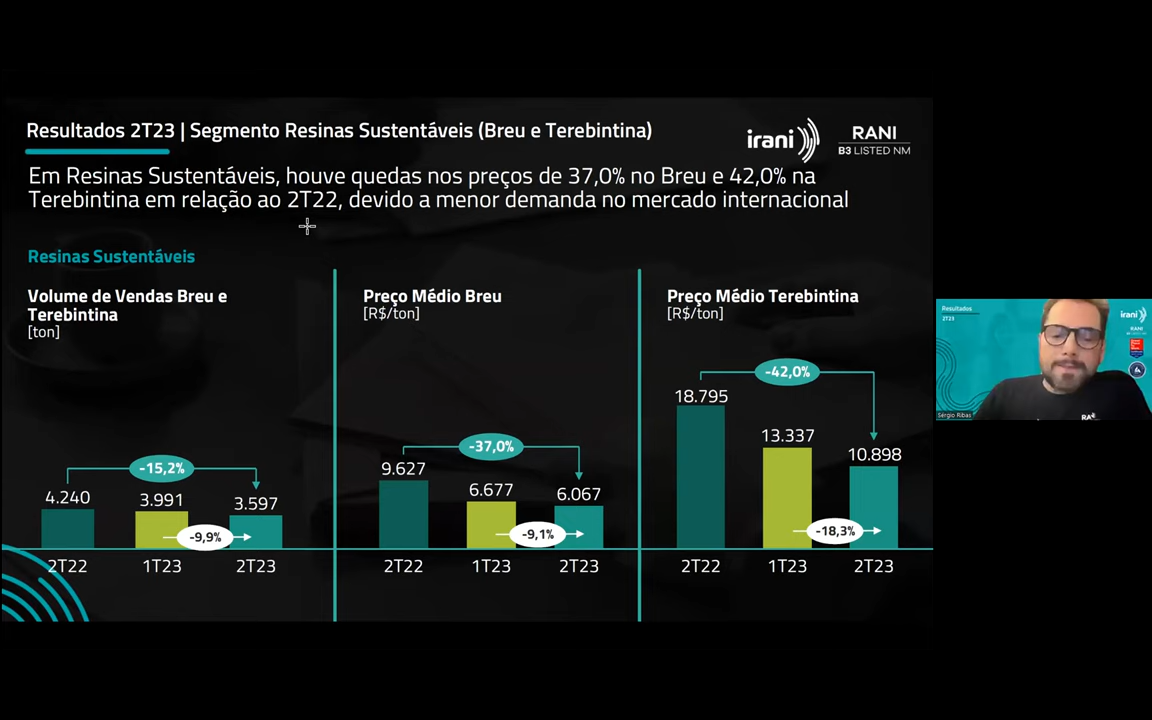 Resultados 2T23 | Segmento Resinas Sustentáveis (Breu e Terebintina)
irani
RANI
B3 LISTED NM
Em Resinas Sustentáveis, houve quedas nos preços de 37,0% no Breu e 42,0% na
Terebintina em relação ao 2T22, devido a menor demanda no mercado internacional
Resinas Sustentáveis
Volume de Vendas Breu e
Terebintina
[ton]
-15,2%
4.240
3.991
3.597
-9,9%
2T22
1T23
2T23
Preço Médio Breu
[R$/ton]
-37,0%
9.627
6.677
6.067
-9,1%
2T22
1T23
2T23
Preço Médio Terebintina
[R$/ton]
-42,0%
18.795
13.337
10.898
-18,3%
2T22
1T23
2T23
Resultados
2T23
irani
RANI
Sérgio Ribas